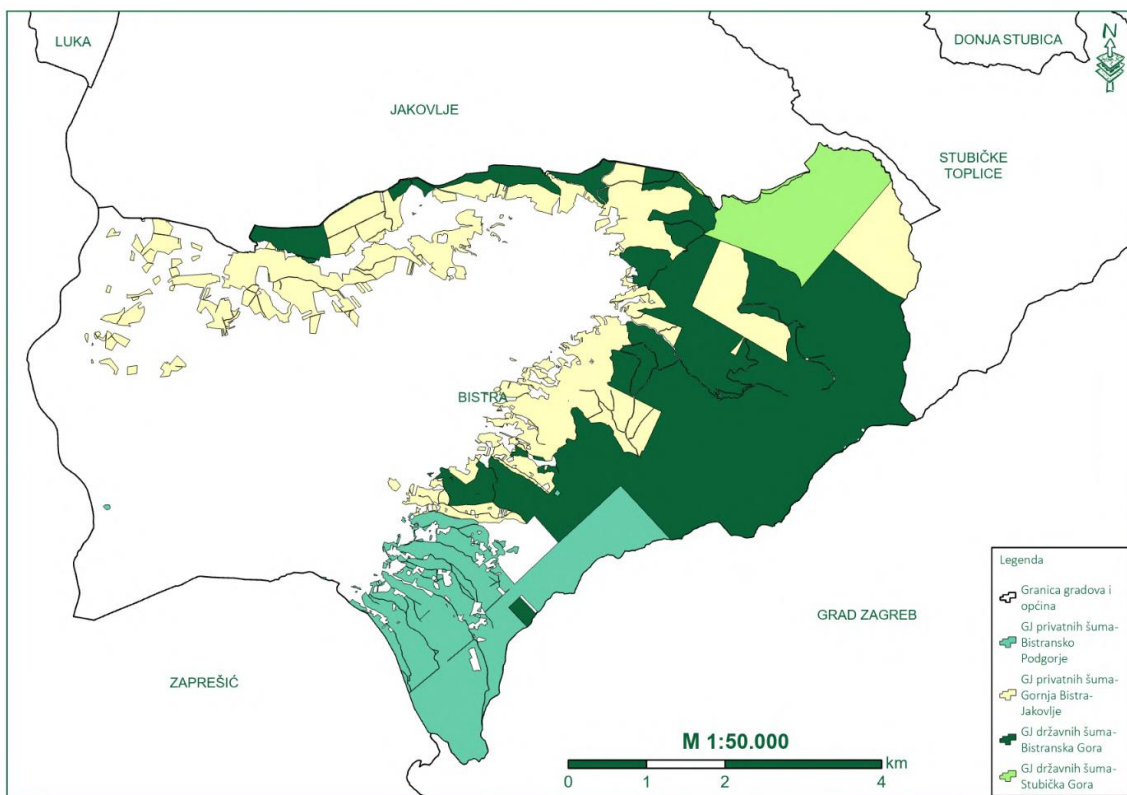 LUKA
DONJA STUBICA
N
JAKOVLJE
STUBIČKE
TOPLICE
BISTRA
ZAPREŠIĆ
GRAD ZAGREB
M 1:50.000
km
0 1 2 4
Legenda
Granica gradova i
općina
GJ privatnih šuma-
Bistransko
Podgorje
GJ privatnih šuma-
Gornja Bistra-
Jakovlje
GJ državnih šuma-
Bistranska Gora
GJ državnih šuma-
Stubička Gora